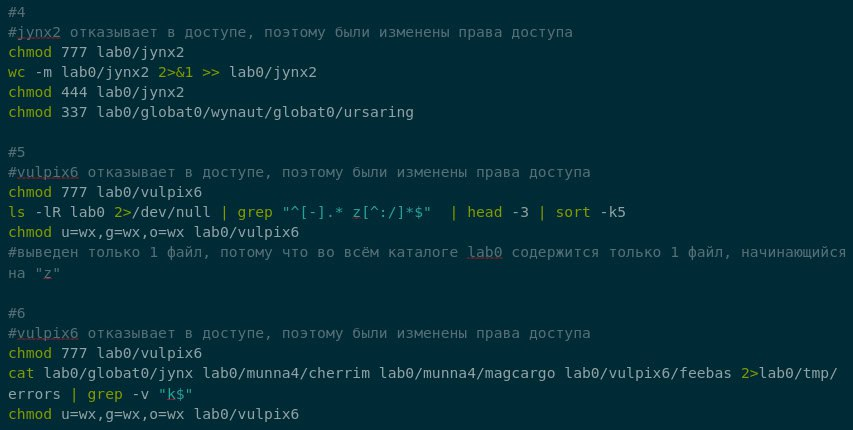 #4
#jynx2 отказывает в доступе, поэтому были изменены права доступа
chmod 777 lab0/jynx2
wc -m lab0/jynx2 2>&1 >> lab0/jynx2
chmod 444 lab0/jynx2
chmod 337 lab0/globat0/wynaut/globat0/ursaring
#5
#vulpix6 отказывает в доступе, поэтому были изменены права доступа
chmod 777 lab0/vulpix6
ls -lR lab0 2>/dev/null | grep "^[-].* z[^:/]*$"  | head -3 | sort -k5
chmod u=wx,g=wx,o=wx lab0/vulpix6
#выведен только 1 файл, потому что во всём каталоге lab0 содержится только 1 файл, начинающийся
на "z"
#6
#vulpix6 отказывает в доступе, поэтому были изменены права доступа
chmod 777 lab0/vulpix6
cat lab0/globat0/jynx lab0/munna4/cherrim lab0/munna4/magcargo lab0/vulpix6/feebas 2>lab0/tmp/
errors | grep -v "k$"
chmod u=wx,g=wx,o=wx lab0/vulpix6